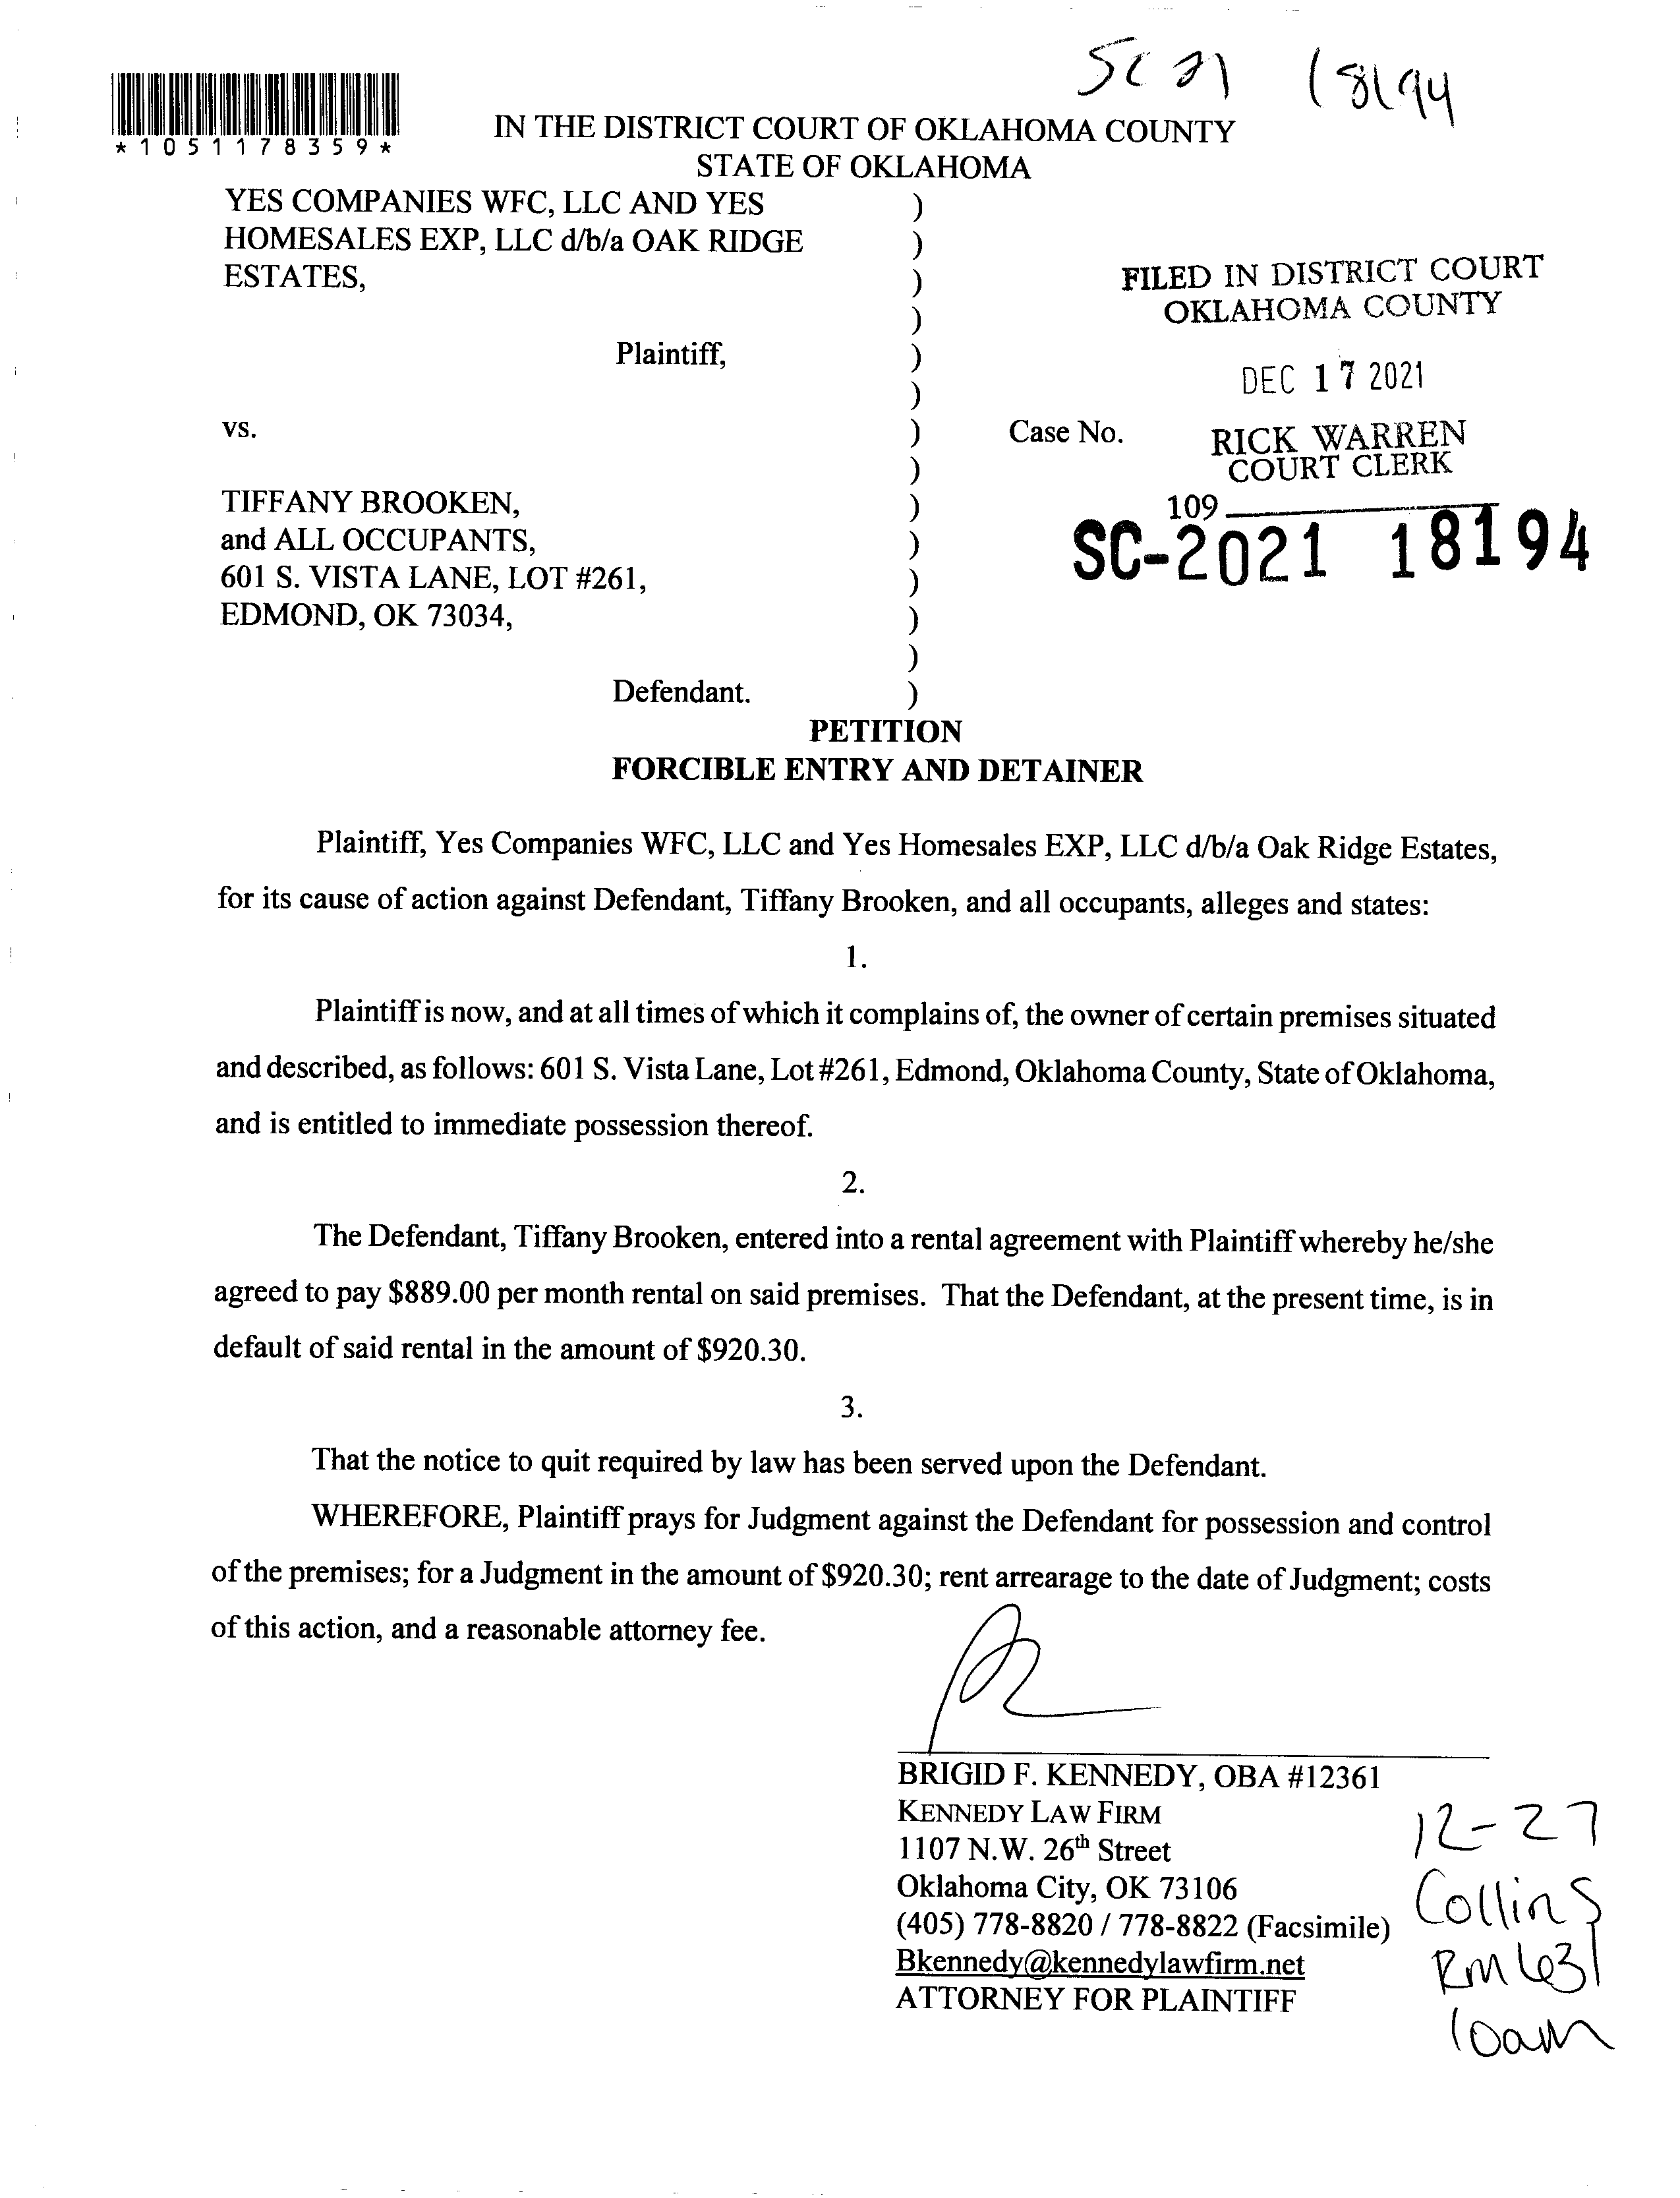 SC 21 18194
*1051178359*
IN THE DISTRICT COURT OF OKLAHOMA COUNTY
STATE OF OKLAHOMA
YES COMPANIES WFC, LLC AND YES )
HOMESALES EXP, LLC d/b/a OAK RIDGE )
ESTATES, )
)
Plaintiff, )
)
vs. )
)
TIFFANY BROOKEN, )
and ALL OCCUPANTS, )
601 S. VISTA LANE, LOT #261, )
EDMOND, OK 73034, )
)
Defendant. )
FILED IN DISTRICT COURT
OKLAHOMA COUNTY
DEC 17 2021
Case No.
RICK WARREN
COURT CLERK
109
SC-2021 18194
PETITION
FORCIBLE ENTRY AND DETAINER
Plaintiff, Yes Companies WFC, LLC and Yes Homesales EXP, LLC d/b/a Oak Ridge Estates,
for its cause of action against Defendant, Tiffany Brooken, and all occupants, alleges and states:
1.
Plaintiff is now, and at all times of which it complains of, the owner of certain premises situated
and described, as follows: 601 S. Vista Lane, Lot #261, Edmond, Oklahoma County, State of Oklahoma,
and is entitled to immediate possession thereof.
2.
The Defendant, Tiffany Brooken, entered into a rental agreement with Plaintiff whereby he/she
agreed to pay $889.00 per month rental on said premises. That the Defendant, at the present time, is in
default of said rental in the amount of $920.30.
3.
That the notice to quit required by law has been served upon the Defendant.
WHEREFORE, Plaintiff prays for Judgment against the Defendant for possession and control
of the premises; for a Judgment in the amount of $920.30; rent arrearage to the date of Judgment; costs
of this action, and a reasonable attorney fee.
BRIGID F. KENNEDY, OBA #12361
KENNEDY LAW FIRM
1107 N.W. 26th Street
Oklahoma City, OK 73106
(405) 778-8820 / 778-8822 (Facsimile)
Bkennedy@kennedylawfirm.net
ATTORNEY FOR PLAINTIFF
12-27
Collins
RM 631
10am